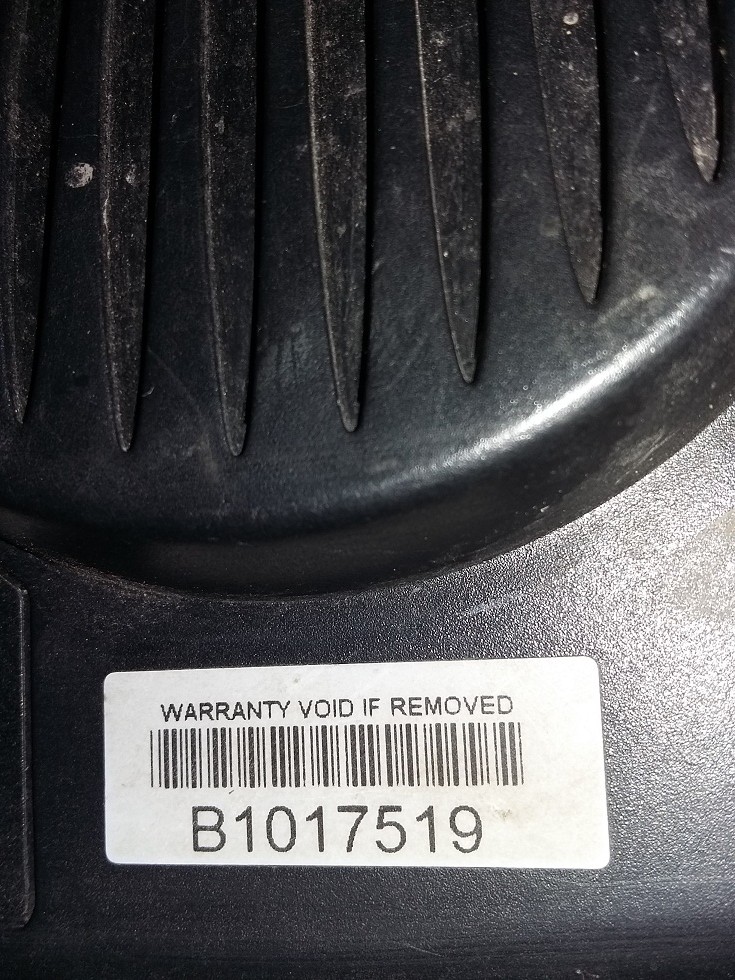 WARRANTY VOID IF REMOVED
B1017519